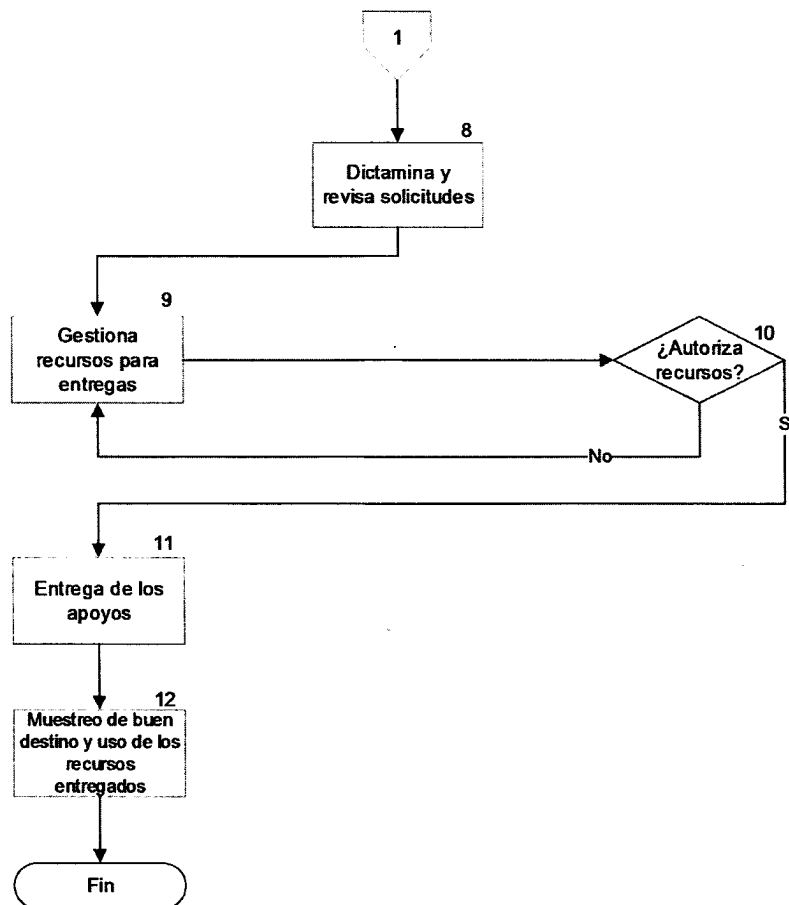 1
8
Dictamina y
revisa solicitudes
9
Gestiona
recursos para
entregas
10
¿Autoriza
recursos?
S
No
11
Entrega de los
apoyos
12
Muestreo de buen
destino y uso de los
recursos
entregados
Fin